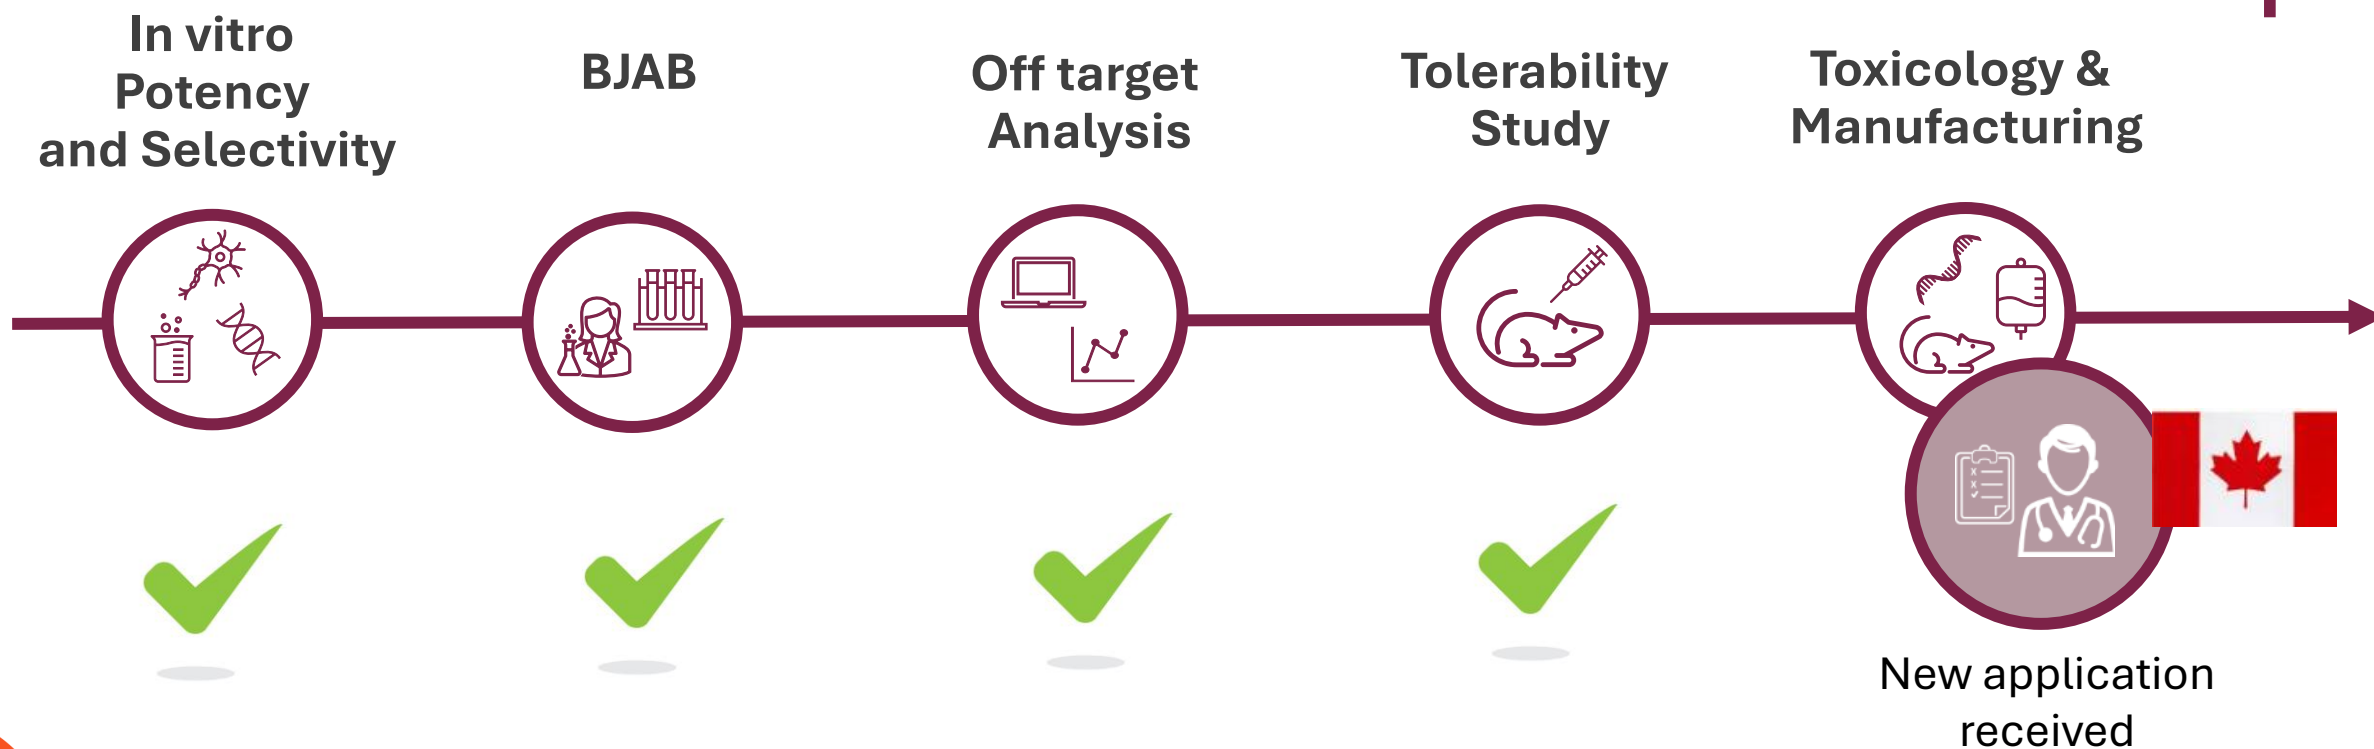 In vitro
Potency
and Selectivity
BJAB
Off target
Analysis
Tolerability
Study
Toxicology &
Manufacturing
New application
received